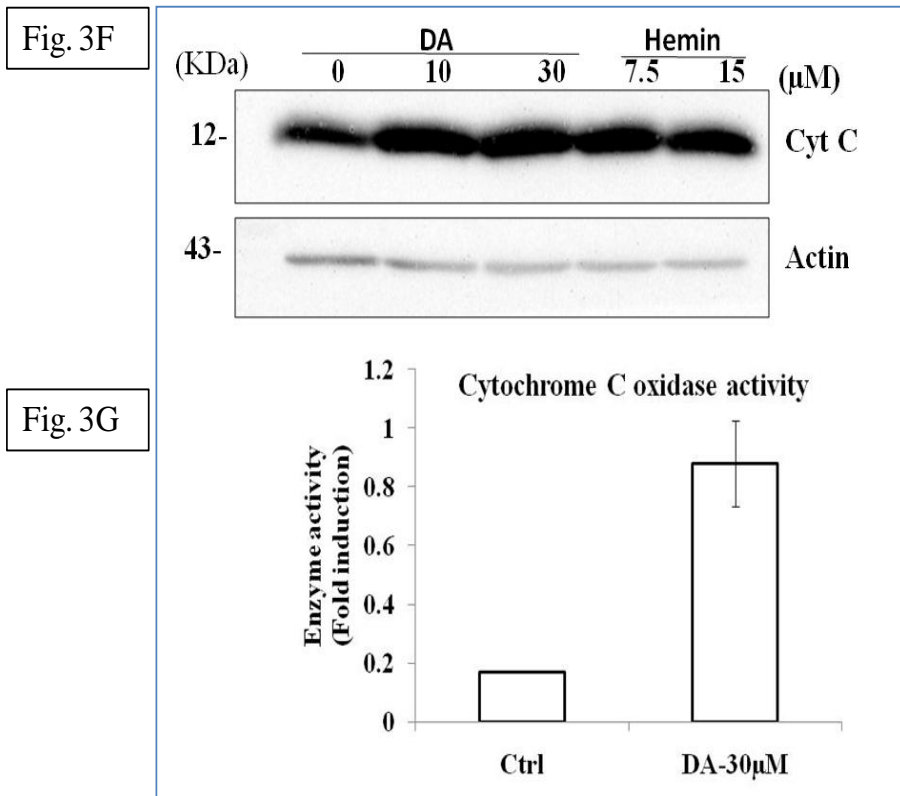 Fig. 3F
DA Hemin
(KDa) 0 10 30 7.5 15 (μM)
12- Cyt C
43- Actin
Fig. 3G
Cytochrome C oxidase activity
Enzyme activity
(Fold induction)
1.2
1
0.8
0.6
0.4
0.2
0
Ctrl DA-30μM